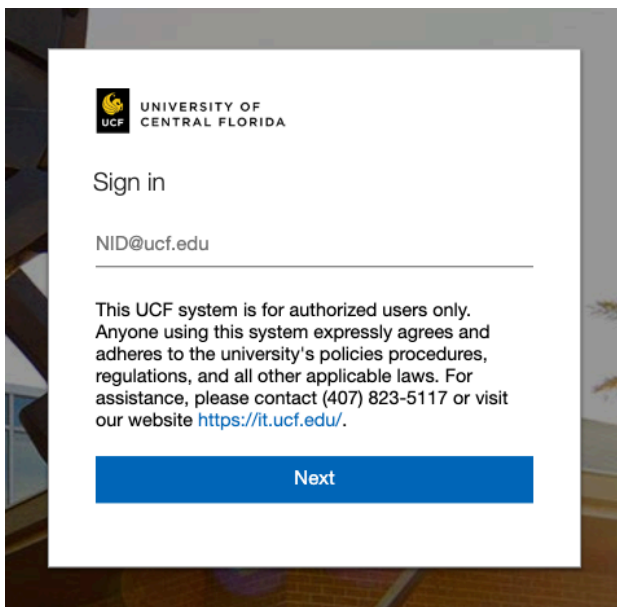 UCF
UNIVERSITY OF
CENTRAL FLORIDA
Sign in
NID@ucf.edu
This UCF system is for authorized users only.
Anyone using this system expressly agrees and
adheres to the university's policies procedures,
regulations, and all other applicable laws. For
assistance, please contact (407) 823-5117 or visit
our website https://it.ucf.edu/.
Next